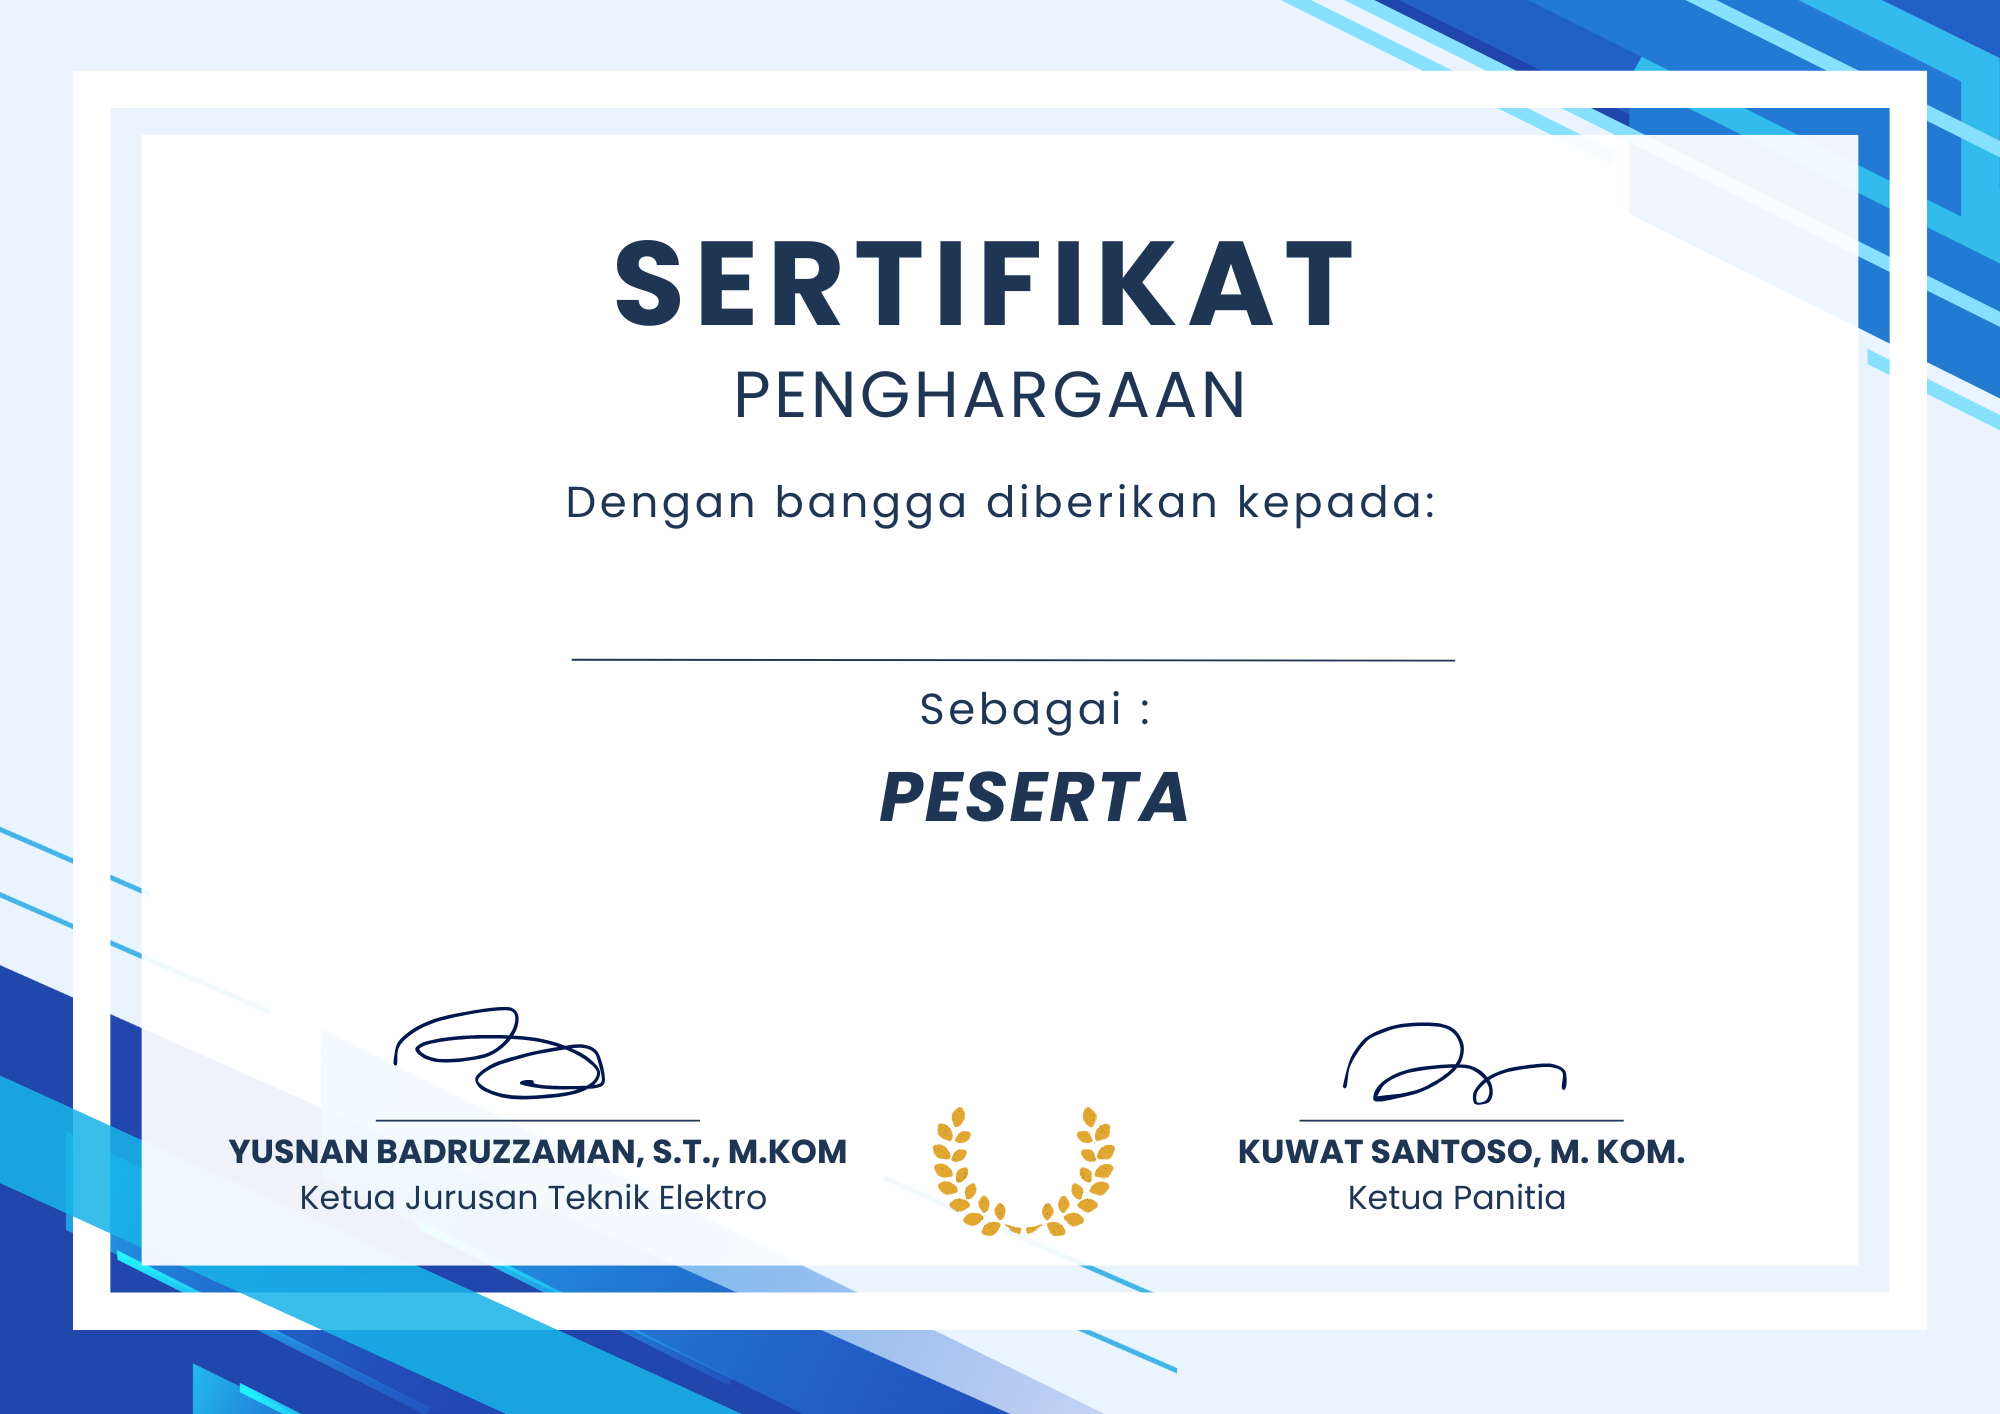 SERTIFIKAT
PENGHARGAAN
Dengan bangga diberikan kepada:
Sebagai :
PESERTA
YUSNAN BADRUZZAMAN, S.T., M.KOM
Ketua Jurusan Teknik Elektro
KUWAT SANTOSO, M. KOM.
Ketua Panitia